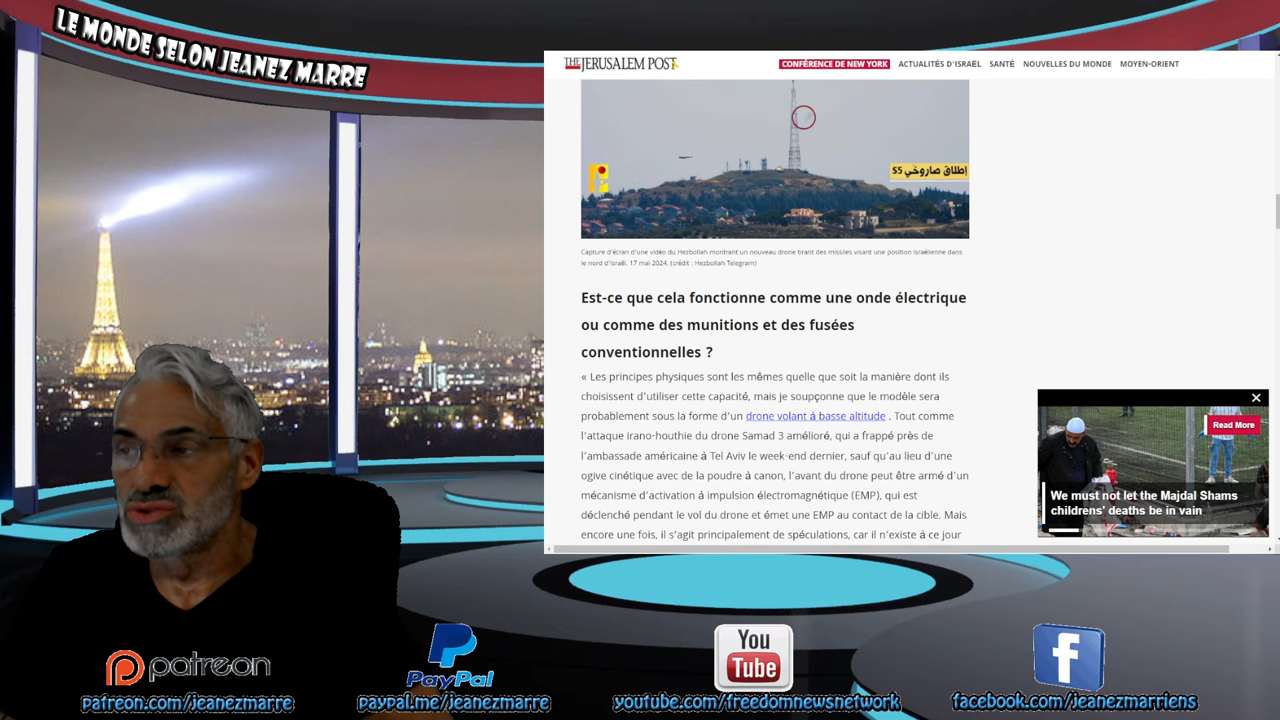 LE MONDE SELON JEANEZ MARRE
THE JERUSALEM POST
CONFÉRENCE DE NEW YORK
ACTUALITÉS D'ISRAËL
SANTÉ
NOUVELLES DU MONDE
MOYEN-ORIENT
إطلاق صاروخي S5
Capture d'écran d'une vidéo du Hezbollah montrant un nouveau drone tirant des missiles visant une position israélienne dans
le nord d'Israël. 17 mai 2024. (crédit : Hezbollah Telegram)
Est-ce que cela fonctionne comme une onde électrique
ou comme des munitions et des fusées
conventionnelles ?
« Les principes physiques sont les mêmes quelle que soit la manière dont ils
choisissent d'utiliser cette capacité, mais je soupçonne que le modèle sera
probablement sous la forme d'un drone volant à basse altitude . Tout comme
l'attaque irano-houthie du drone Samad 3 amélioré, qui a frappé près de
l'ambassade américaine à Tel Aviv le week-end dernier, sauf qu'au lieu d'une
ogive cinétique avec de la poudre à canon, l'avant du drone peut être armé d'un
mécanisme d'activation à impulsion électromagnétique (EMP), qui est
déclenché pendant le vol du drone et émet une EMP au contact de la cible. Mais
encore une fois, il s'agit principalement de spéculations, car il n'existe à ce jour
Read More
We must not let the Majdal Shams
childrens' deaths be in vain
patreon
patreon.com/jeanezmarre
PayPal
paypal.me/jeanezmarre
You
Tube
youtube.com/freedomnewsnetwork
f
facebook.com/jeanezmarriens